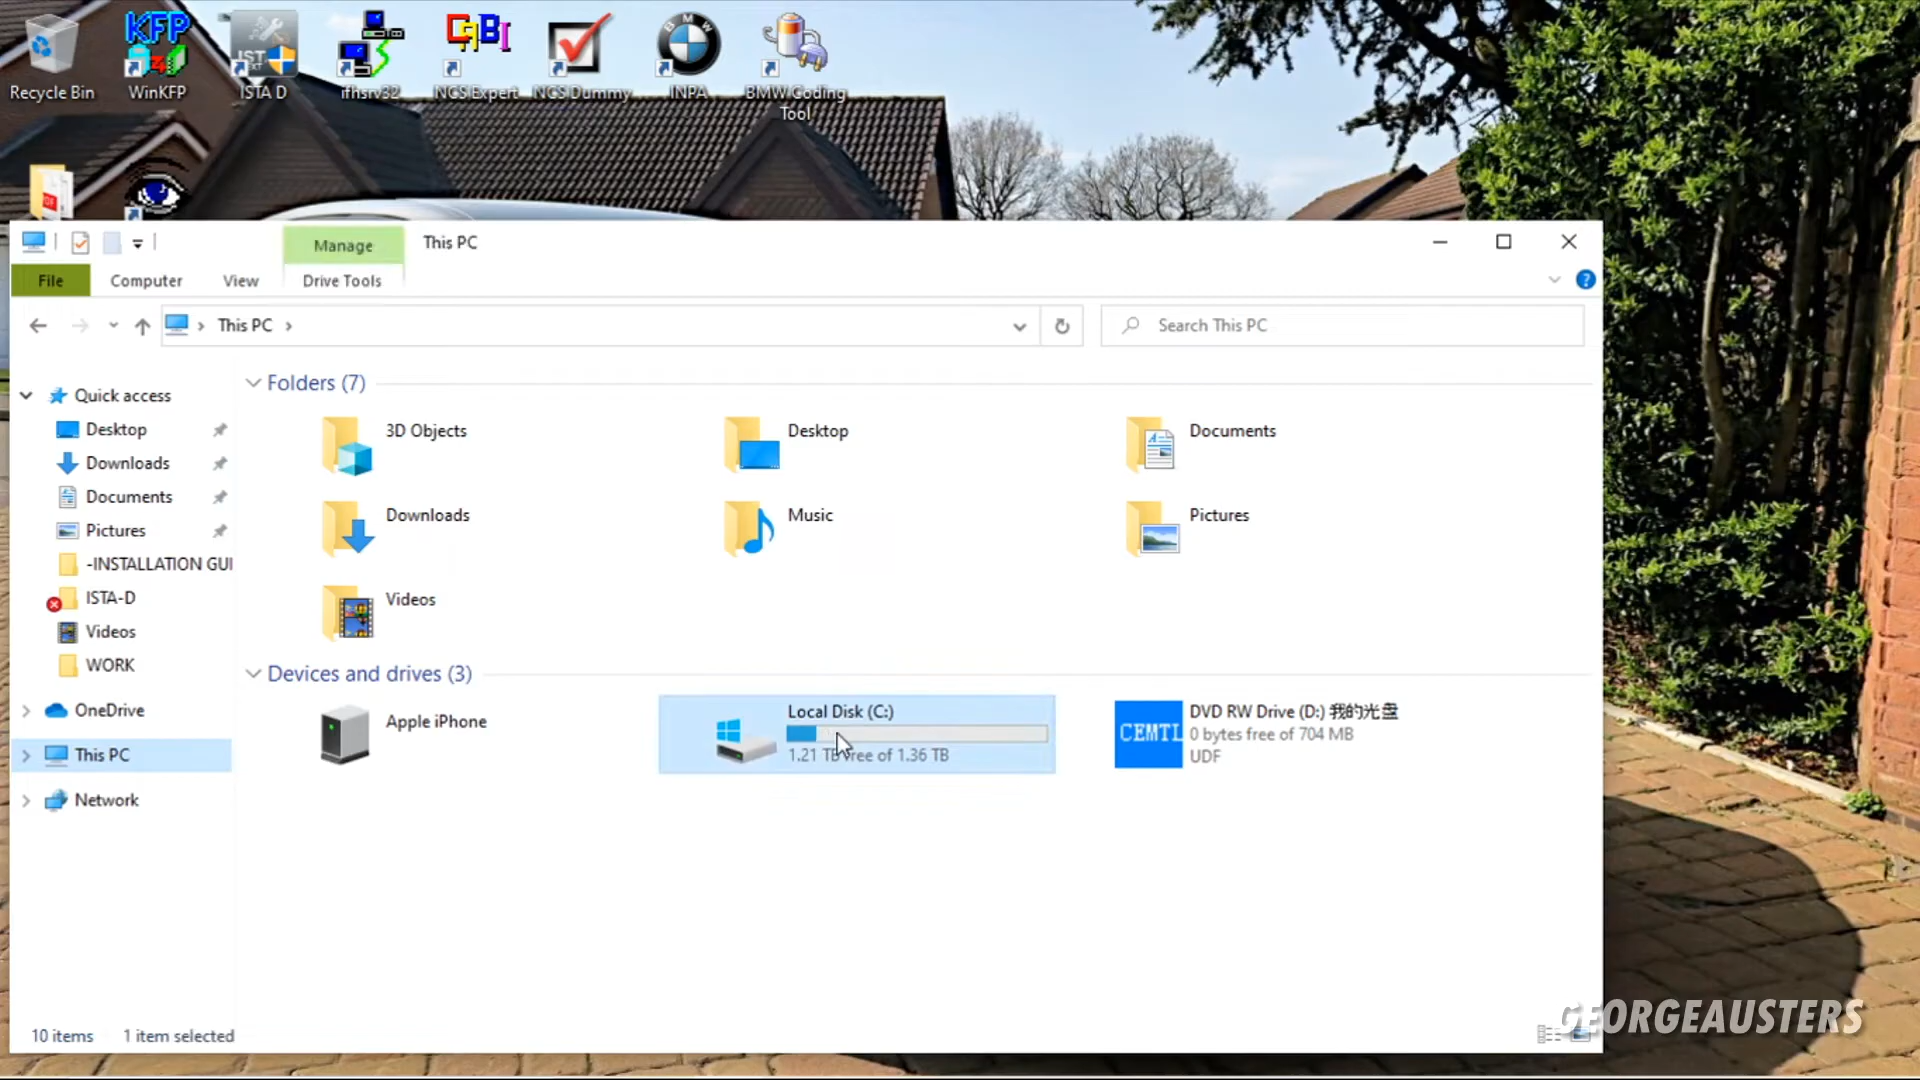 Recycle Bin
KFP
WinKFP
IST
ISTA D
ifhsrv32
NCS Expert
NCS Dummy
BMW
INPA
BMW Coding
Tool
Manage
This PC
File
Computer
View
Drive Tools
This PC
Search This PC
Quick access
Desktop
Downloads
Documents
Pictures
-INSTALLATION GUI
ISTA-D
Videos
WORK
OneDrive
This PC
Network
Folders (7)
3D Objects
Desktop
Documents
Downloads
Music
Pictures
Videos
Devices and drives (3)
Apple iPhone
Local Disk (C:)
1.21 TB free of 1.36 TB
CEMTL
DVD RW Drive (D:) 我的光盘
0 bytes free of 704 MB
UDF
10 items
1 item selected
GEORGEAUSTERS